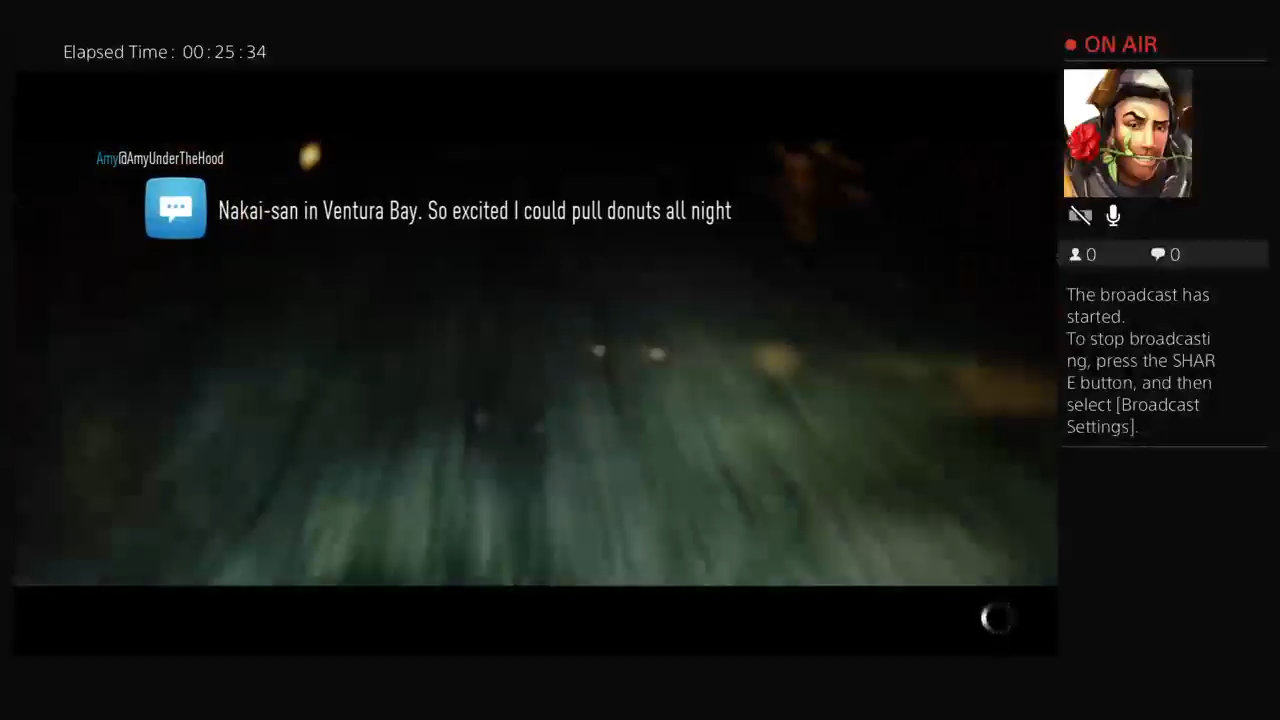 Elapsed Time: 00:25:34
ON AIR
Amy@AmyUnderTheHood
Nakai-san in Ventura Bay. So excited I could pull donuts all night
0 0
The broadcast has
started.
To stop broadcasti
ng, press the SHAR
E button, and then
select [Broadcast
Settings].